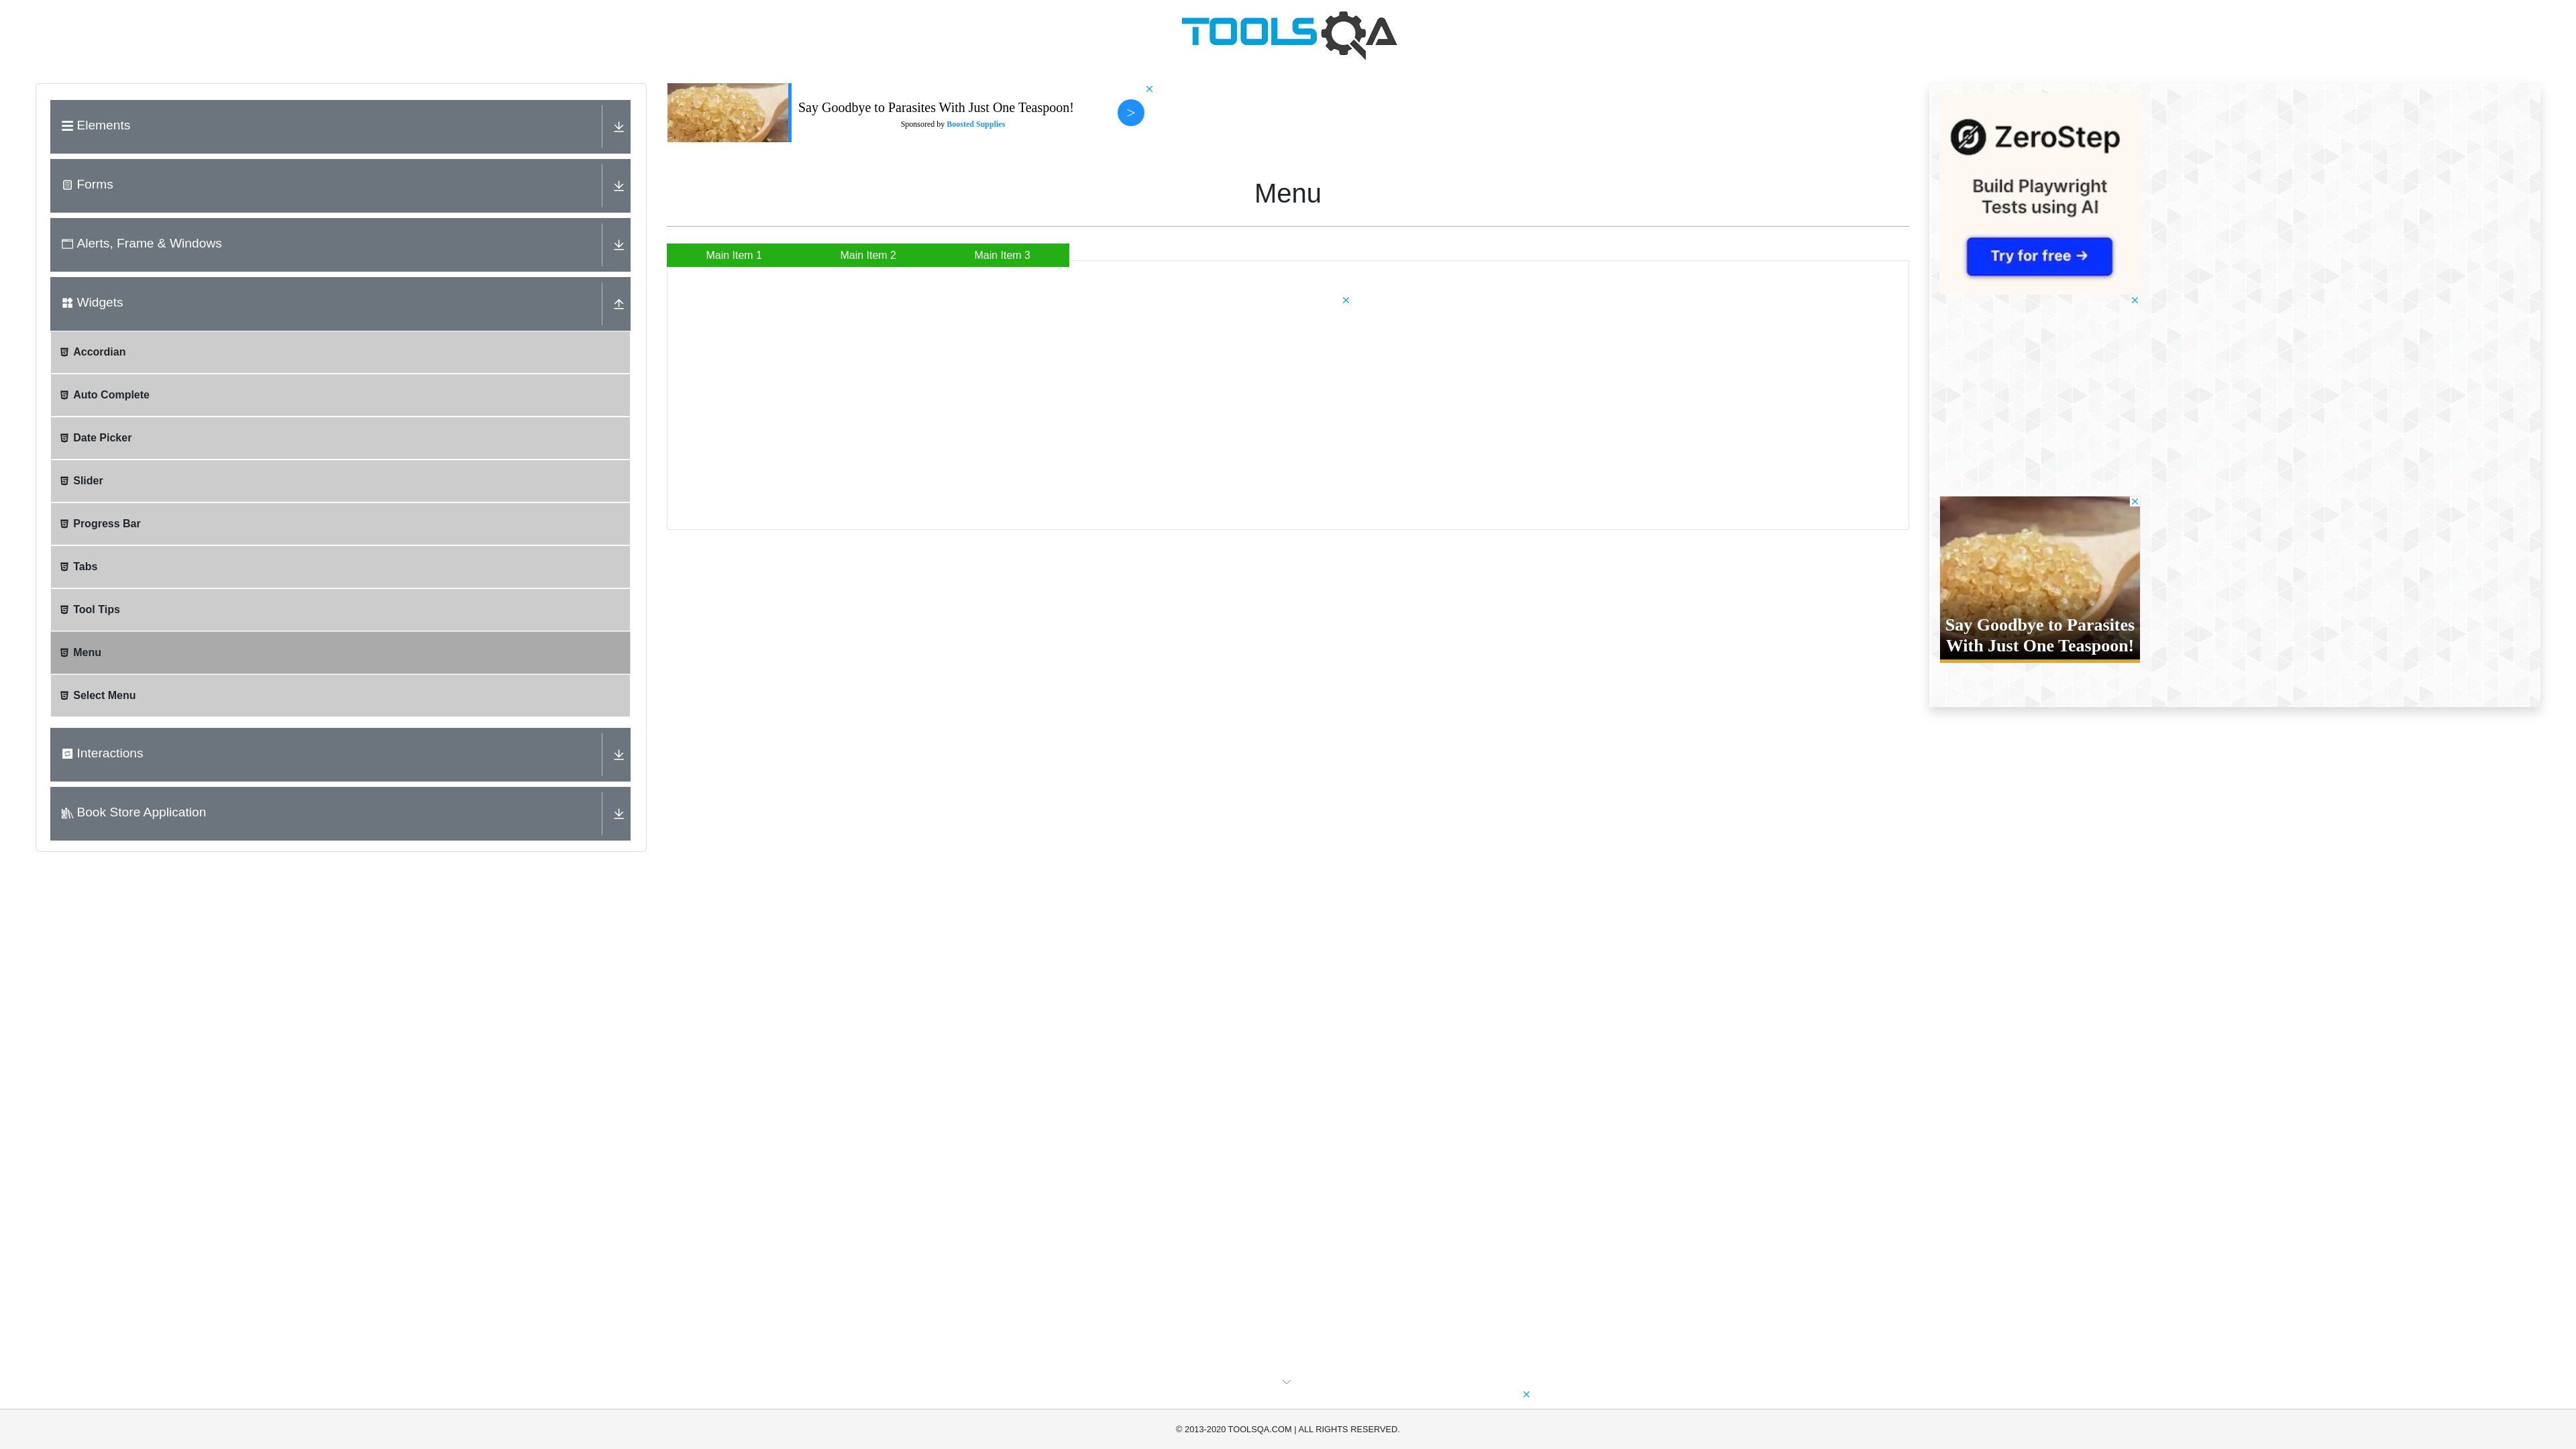 TOOLSQA
Elements
Forms
Alerts, Frame & Windows
Widgets
Accordian
Auto Complete
Date Picker
Slider
Progress Bar
Tabs
Tool Tips
Menu
Select Menu
Interactions
Book Store Application
Say Goodbye to Parasites With Just One Teaspoon!
Sponsored by Boosted Supplies
>
Menu
Main Item 1
Main Item 2
Main Item 3
ZeroStep
Build Playwright
Tests using AI
Try for free →
Say Goodbye to Parasites
With Just One Teaspoon!
© 2013-2020 TOOLSQA.COM | ALL RIGHTS RESERVED.